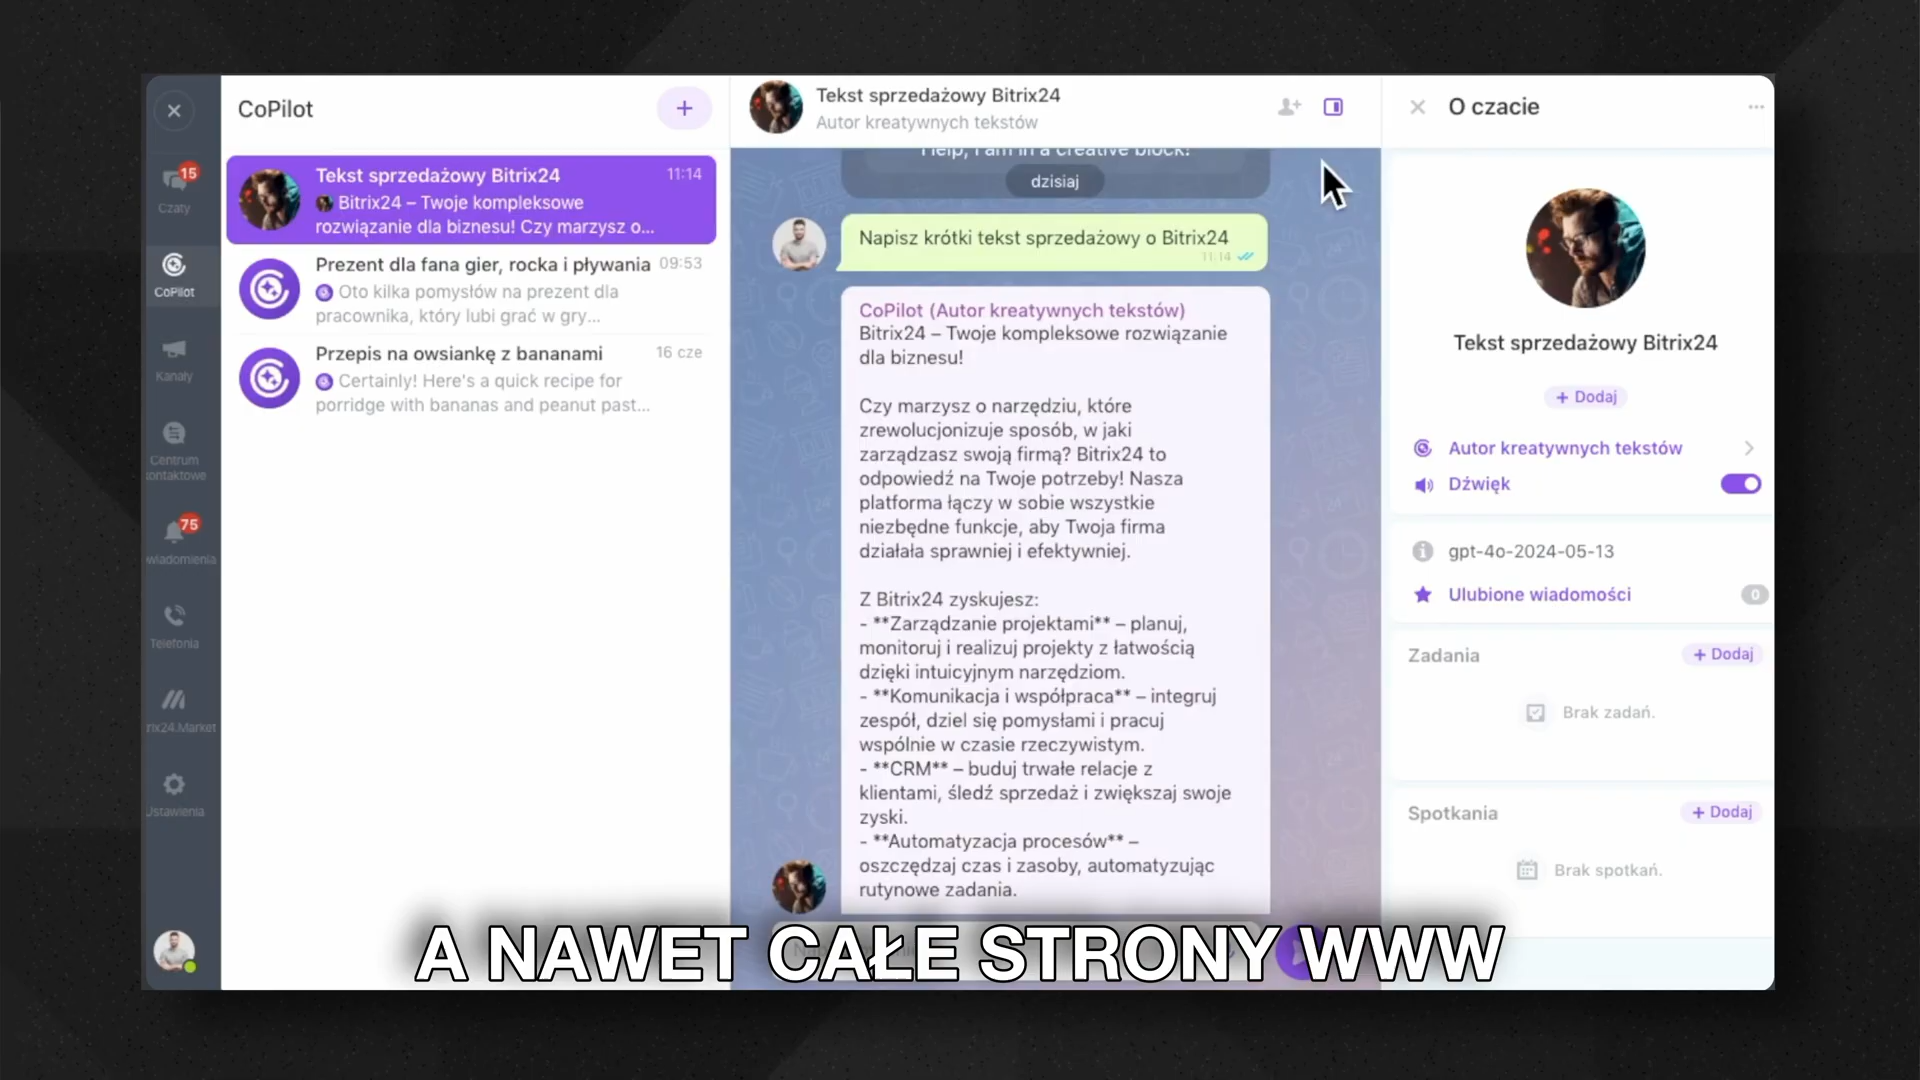 15
Czaty
CoPilot
Kanały
Centrum
ontaktowe
75
wiadomienia
Telefonia
rix24.Market
Ustawienia
CoPilot
+
Tekst sprzedażowy Bitrix24
11:14
Bitrix24 – Twoje kompleksowe
rozwiązanie dla biznesu! Czy marzysz o...
Prezent dla fana gier, rocka i pływania
09:53
Oto kilka pomysłów na prezent dla
pracownika, który lubi grać w gry...
Przepis na owsiankę z bananami
16 cze
Certainly! Here's a quick recipe for
porridge with bananas and peanut past...
Tekst sprzedażowy Bitrix24
Autor kreatywnych tekstów
Help, I am in a creative block!
dzisiaj
Napisz krótki tekst sprzedażowy o Bitrix24
11:14
CoPilot (Autor kreatywnych tekstów)
Bitrix24 – Twoje kompleksowe rozwiązanie
dla biznesu!
Czy marzysz o narzędziu, które
zrewolucjonizuje sposób, w jaki
zarządzasz swoją firmą? Bitrix24 to
odpowiedź na Twoje potrzeby! Nasza
platforma łączy w sobie wszystkie
niezbędne funkcje, aby Twoja firma
działała sprawniej i efektywniej.
Z Bitrix24 zyskujesz:
- **Zarządzanie projektami** – planuj,
monitoruj i realizuj projekty z łatwością
dzięki intuicyjnym narzędziom.
- **Komunikacja i współpraca** – integruj
zespół, dziel się pomysłami i pracuj
wspólnie w czasie rzeczywistym.
- **CRM** – buduj trwałe relacje z
klientami, śledź sprzedaż i zwiększaj swoje
zyski.
- **Automatyzacja procesów** –
oszczędzaj czas i zasoby, automatyzując
rutynowe zadania.
O czacie
...
Tekst sprzedażowy Bitrix24
+ Dodaj
Autor kreatywnych tekstów
Dźwięk
gpt-4o-2024-05-13
Ulubione wiadomości
0
Zadania
+ Dodaj
Brak zadań.
Spotkania
+ Dodaj
Brak spotkań.
A NAWET CAŁE STRONY WWW